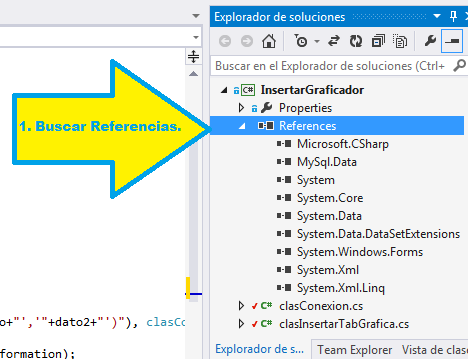 Explorador de soluciones
Buscar en el Explorador de soluciones (Ctrl+
C# InsertarGraficador
Properties
1. Buscar Referencias.
References
Microsoft.CSharp
MySql.Data
System
System.Core
System.Data
System.Data.DataSetExtensions
System.Windows.Forms
System.Xml
System.Xml.Linq
C# clasConexion.cs
o+"','"+dato2+"')"), clasCo
C# clasInsertarTabGrafica.cs
Explorador de s... Team Explorer Vista de clas
formation);